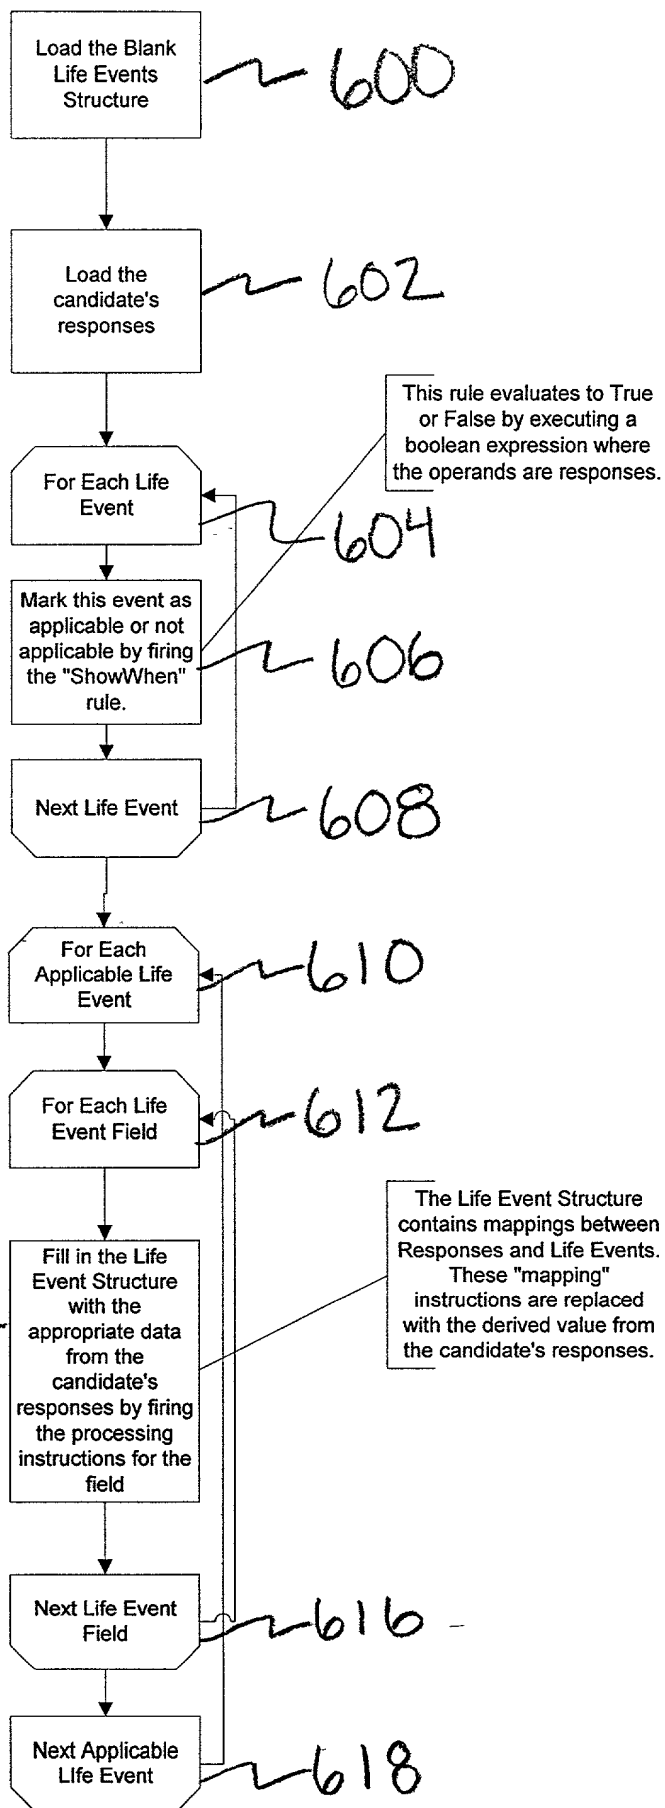 Load the Blank
Life Events
Structure
600
Load the
candidate's
responses
602
This rule evaluates to True
or False by executing a
boolean expression where
the operands are responses.
For Each Life
Event
604
Mark this event as
applicable or not
applicable by firing
the "ShowWhen"
rule.
606
Next Life Event
608
For Each
Applicable Life
Event
610
For Each Life
Event Field
612
The Life Event Structure
contains mappings between
Responses and Life Events.
These "mapping"
instructions are replaced
with the derived value from
the candidate's responses.
Fill in the Life
Event Structure
with the
appropriate data
from the
candidate's
responses by firing
the processing
instructions for the
field
Next Life Event
Field
616
Next Applicable
LIfe Event
618